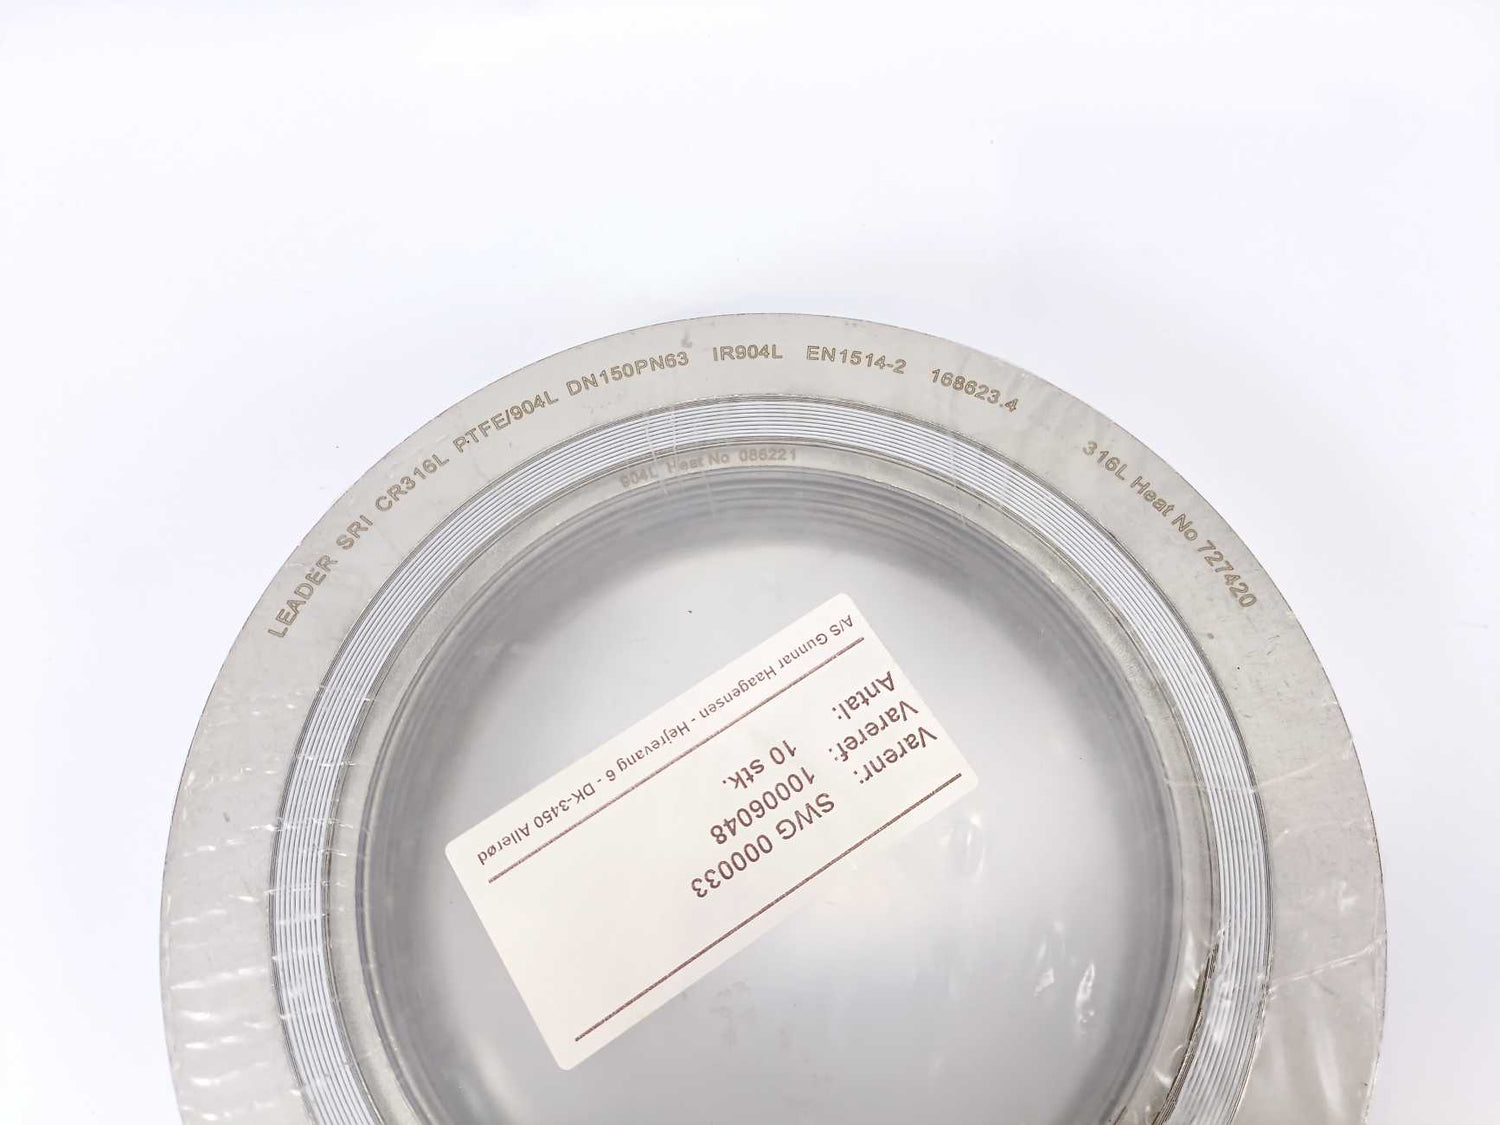 LEADER SRI CR316L PTFE/904L DN150PN63 IR904L EN1514-2 168623.4
316L Heat No 727420
904L Heat No 086221
Varenr: SWG 000033
Vareref: 10006048
Antal: 10 stk.
A/S Gunnar Haagensen - Hejrevang 6 - DK-3450 Allerød